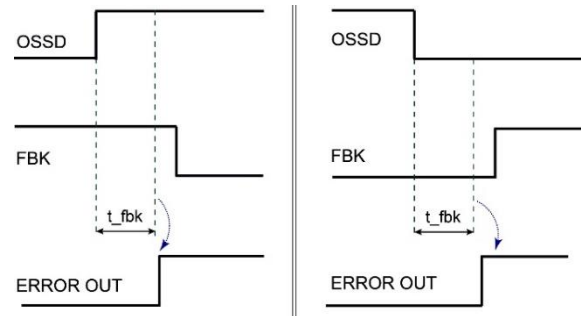 OSSD
FBK
t_fbk
ERROR OUT
OSSD
FBK
t_fbk
ERROR OUT